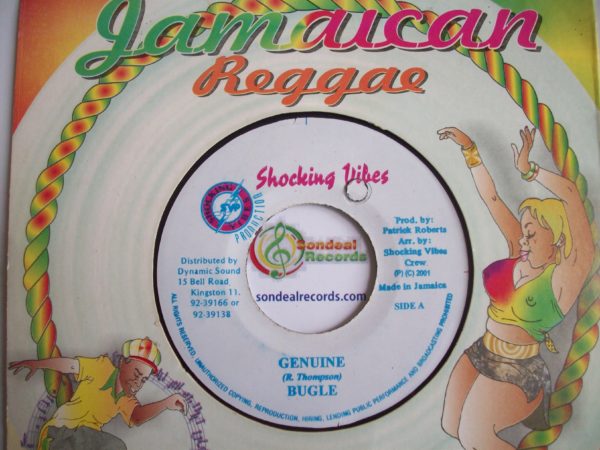 Jamaican
Reggae
Shocking Vibes
SHOCKING VIBES
PRODUCTION
Prod. by:
Patrick Roberts
Arr. by:
Shocking Vibes
Crew
(P) (C) 2001
Made in Jamaica
SIDE A
Sondeal
Records
sondealrecords.com
Distributed by
Dynamic Sound
15 Bell Road
Kingston 11.
92-39166 or
92-39138
GENUINE
(R. Thompson)
BUGLE
ALL RIGHTS RESERVED, UNAUTHORIZED COPYING, REPRODUCTION, HIRING, LENDING PUBLIC PERFORMANCE AND BROADCASTING PROHIBITED